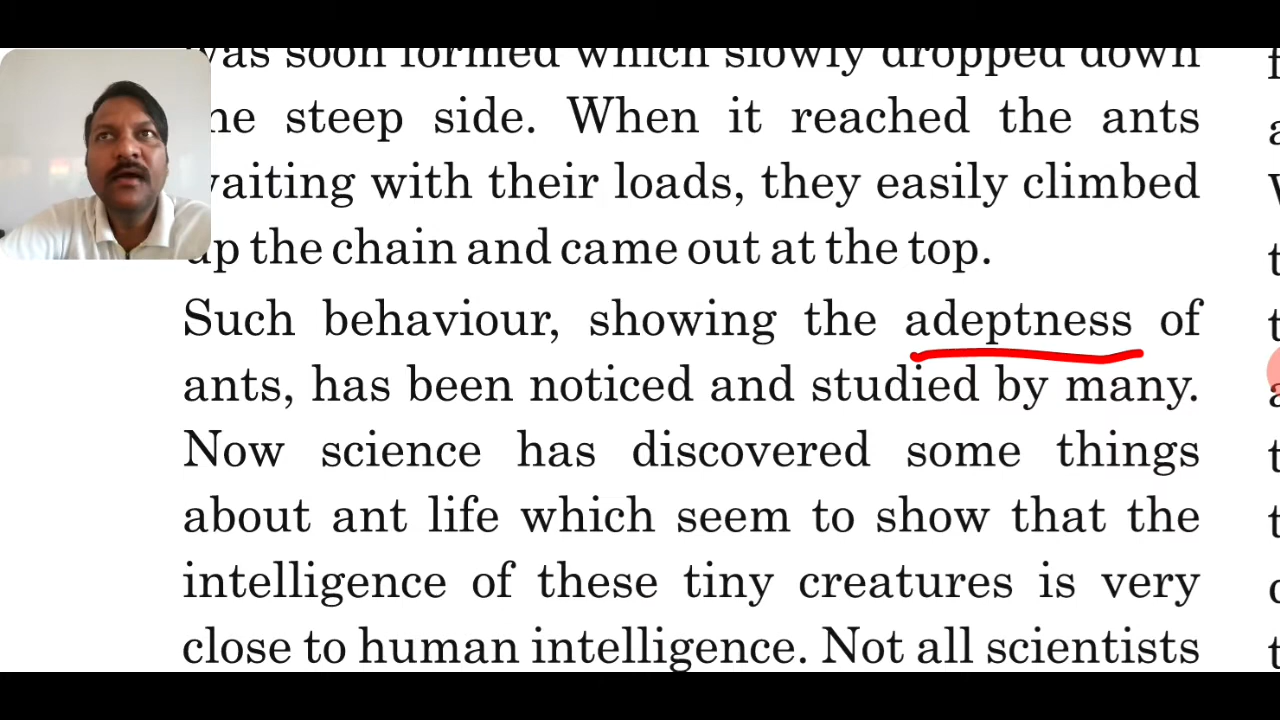 was soon formed which slowly dropped down
the steep side. When it reached the ants
waiting with their loads, they easily climbed
up the chain and came out at the top.
Such behaviour, showing the adeptness of
ants, has been noticed and studied by many.
Now science has discovered some things
about ant life which seem to show that the
intelligence of these tiny creatures is very
close to human intelligence. Not all scientists